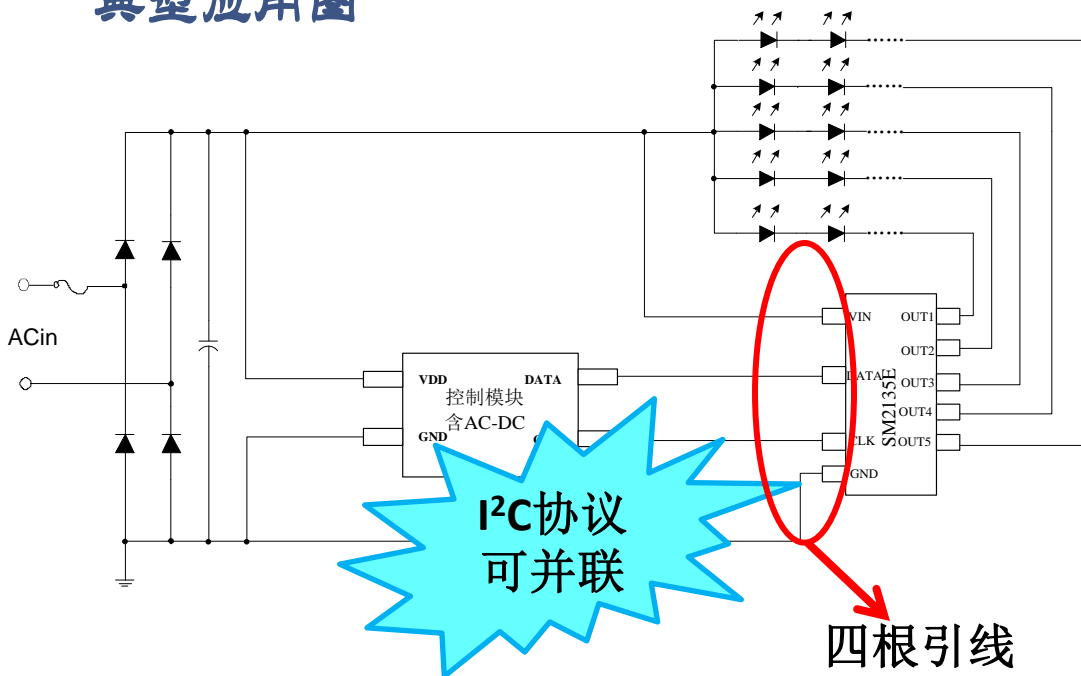 典型应用图
ACin
VDD
DATA
控制模块
含AC-DC
GND
VIN
DATA
CLK
GND
SM2135E
OUT1
OUT2
OUT3
OUT4
OUT5
I²C协议
可并联
四根引线